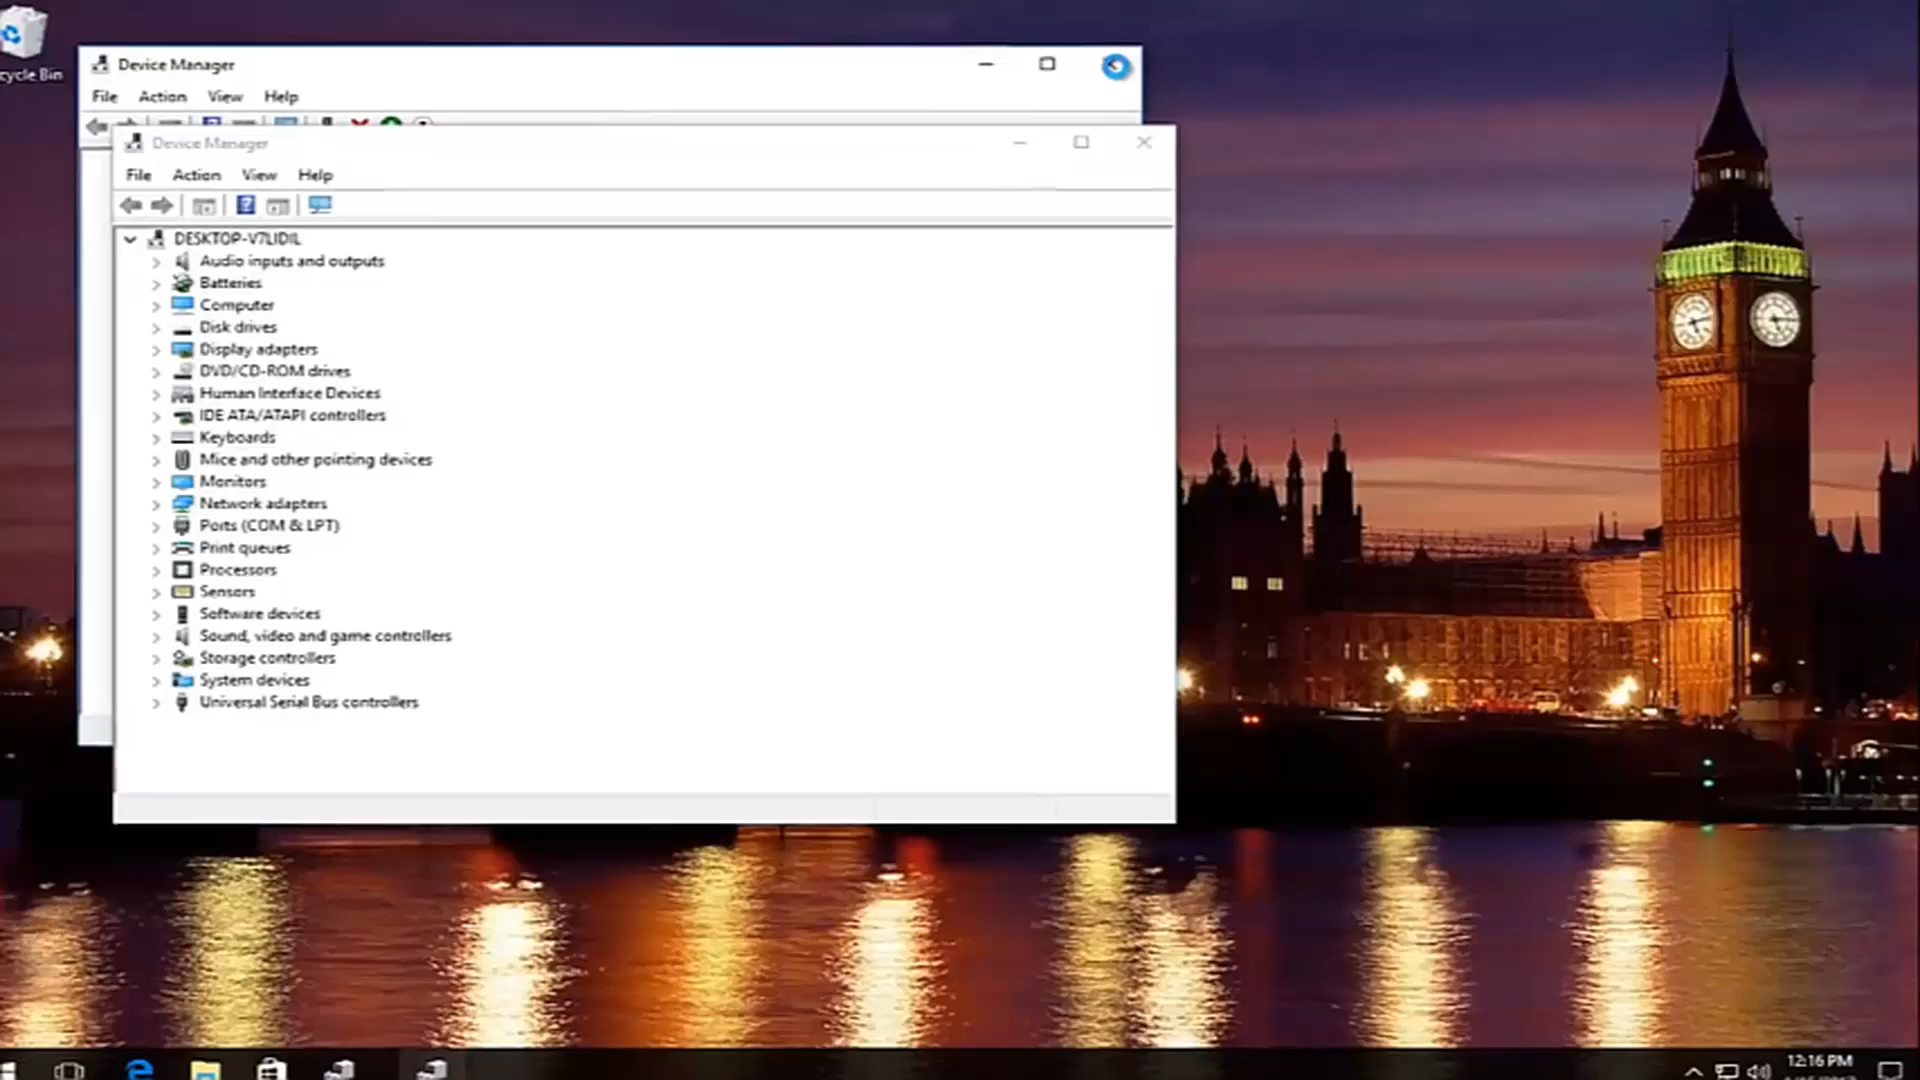 cycle Bin
Device Manager
File Action View Help
Device Manager
File Action View Help
DESKTOP-V7LIDIL
Audio inputs and outputs
Batteries
Computer
Disk drives
Display adapters
DVD/CD-ROM drives
Human Interface Devices
IDE ATA/ATAPI controllers
Keyboards
Mice and other pointing devices
Monitors
Network adapters
Ports (COM & LPT)
Print queues
Processors
Sensors
Software devices
Sound, video and game controllers
Storage controllers
System devices
Universal Serial Bus controllers
12:16 PM